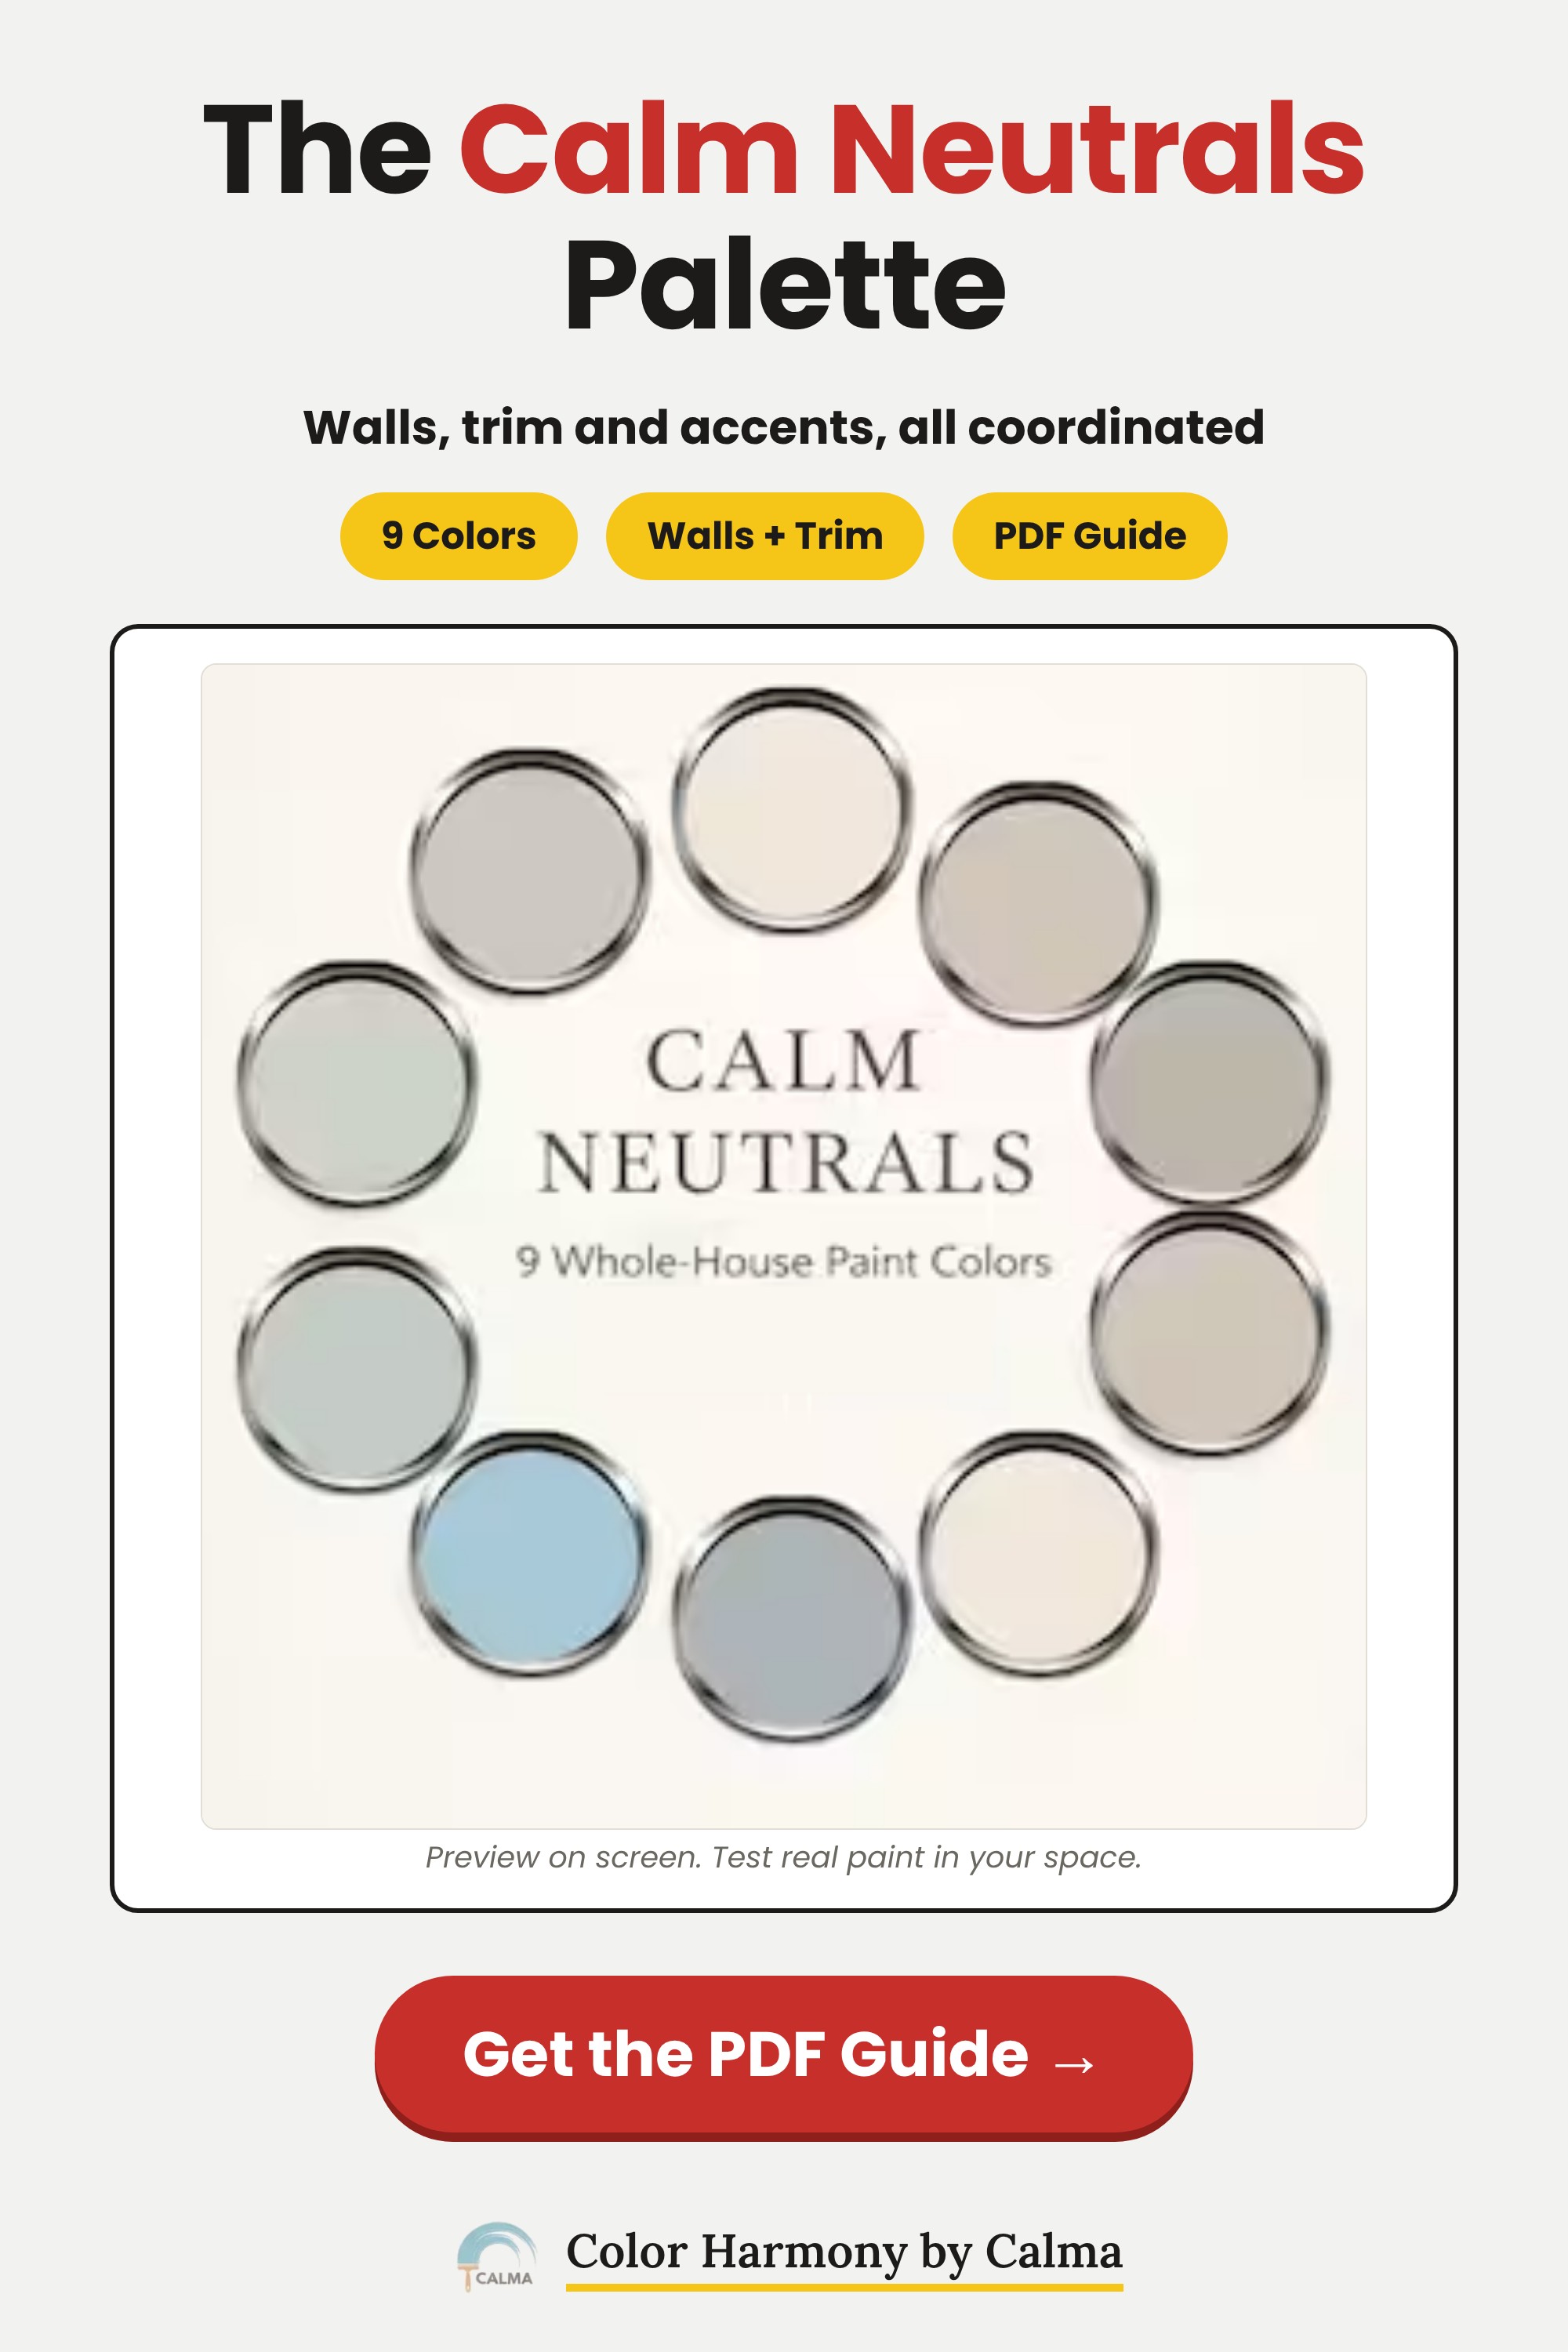 The Calm Neutrals
Palette
Walls, trim and accents, all coordinated
9 Colors
Walls + Trim
PDF Guide
CALM
NEUTRALS
9 Whole-House Paint Colors
Preview on screen. Test real paint in your space.
Get the PDF Guide →
CALMA
Color Harmony by Calma